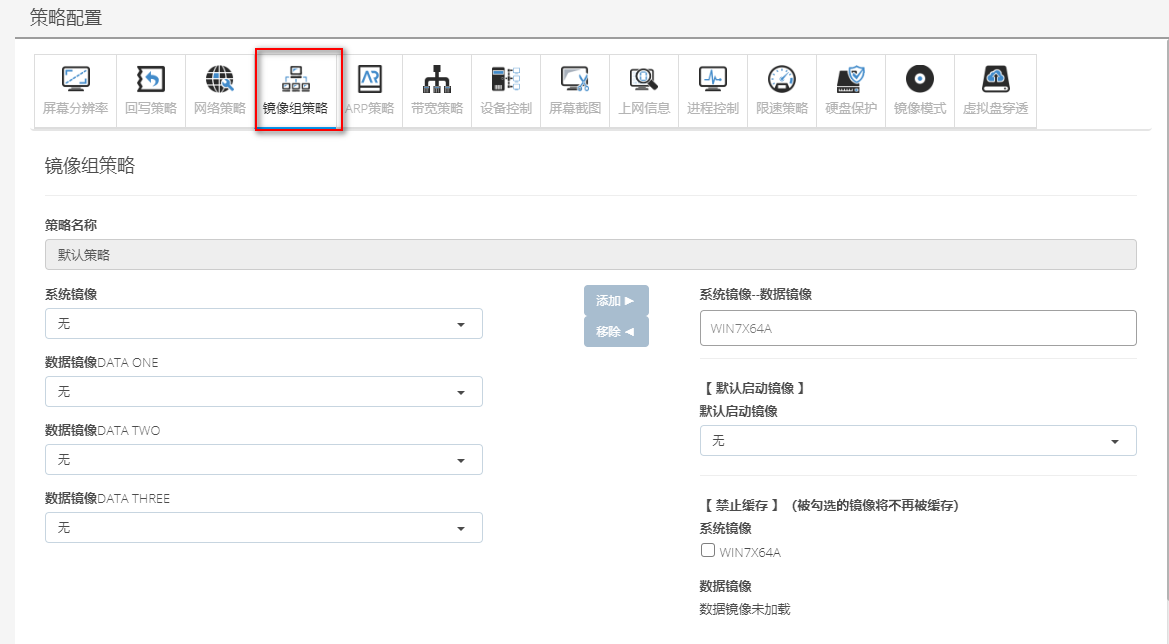 策略配置
屏幕分辨率 回写策略 网络策略 镜像组策略 ARP策略 带宽策略 设备控制 屏幕截图 上网信息 进程控制 限速策略 硬盘保护 镜像模式 虚拟盘穿透
镜像组策略
策略名称
默认策略
系统镜像
无
数据镜像DATA ONE
无
数据镜像DATA TWO
无
数据镜像DATA THREE
无
添加
移除
系统镜像--数据镜像
WIN7X64A
【 默认启动镜像 】
默认启动镜像
无
【 禁止缓存 】（被勾选的镜像将不再被缓存）
系统镜像
WIN7X64A
数据镜像
数据镜像未加载